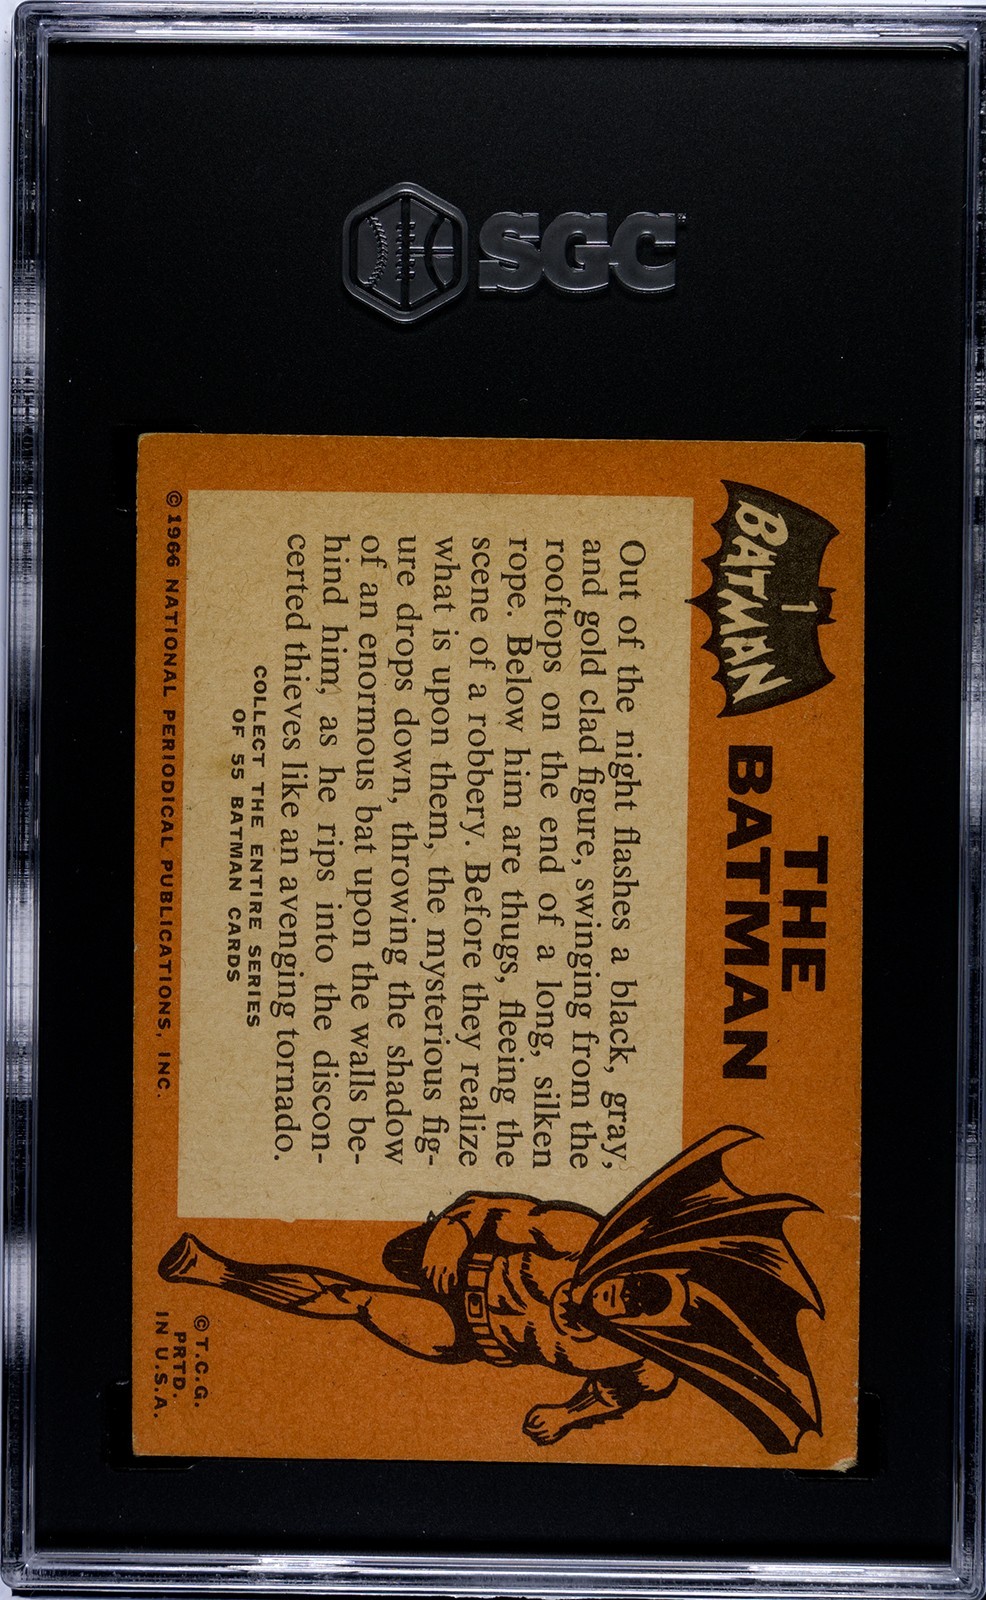 SGC
1
BATMAN
THE
BATMAN
Out of the night flashes a black, gray,
and gold clad figure, swinging from the
rooftops on the end of a long, silken
rope. Below him are thugs, fleeing the
scene of a robbery. Before they realize
what is upon them, the mysterious fig-
ure drops down, throwing the shadow
of an enormous bat upon the walls be-
hind him, as he rips into the discon-
certed thieves like an avenging tornado.
COLLECT THE ENTIRE SERIES
OF 55 BATMAN CARDS
© 1966 NATIONAL PERIODICAL PUBLICATIONS, INC.
© T.C.G.
PRTD.
IN U.S.A.